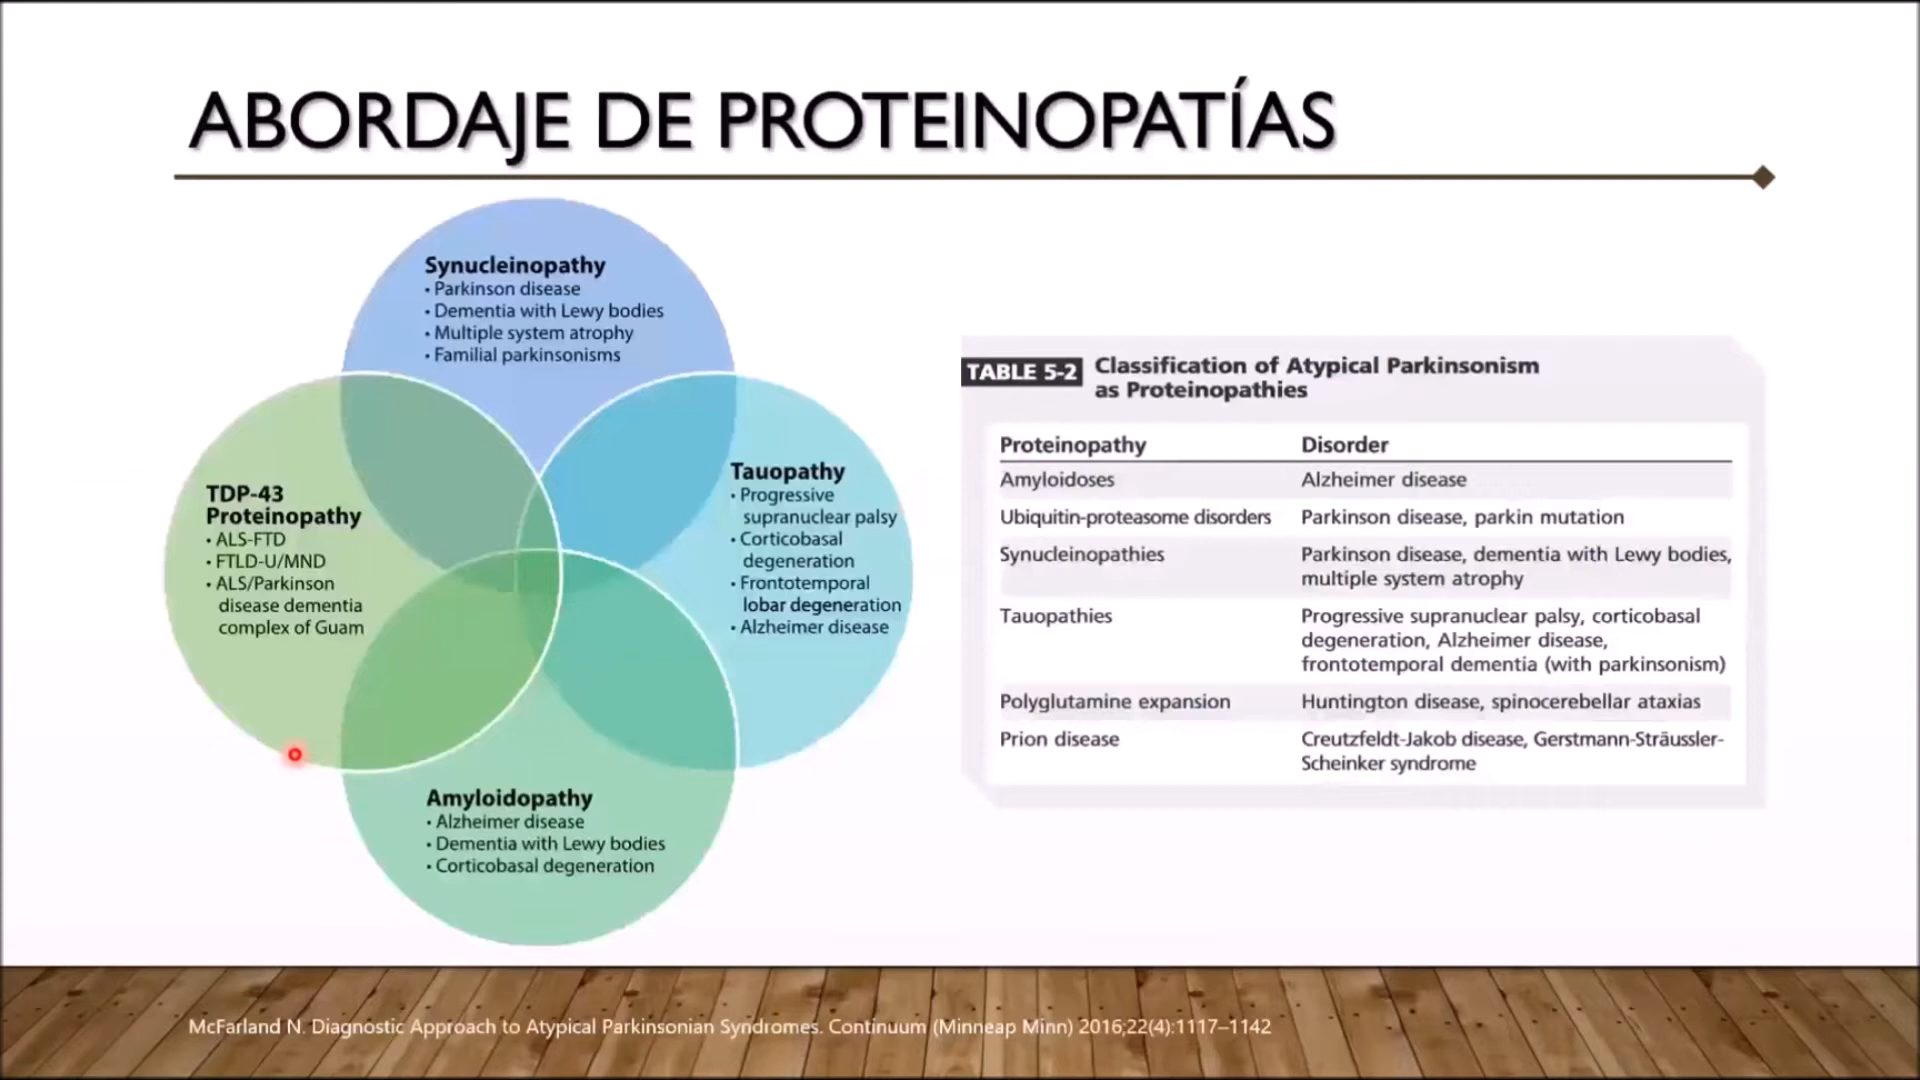 ABORDAJE DE PROTEINOPATÍAS
Synucleinopathy
• Parkinson disease
• Dementia with Lewy bodies
• Multiple system atrophy
• Familial parkinsonisms
TDP-43
Proteinopathy
• ALS-FTD
• FTLD-U/MND
• ALS/Parkinson
disease dementia
complex of Guam
Tauopathy
• Progressive
supranuclear palsy
• Corticobasal
degeneration
• Frontotemporal
lobar degeneration
• Alzheimer disease
Amyloidopathy
• Alzheimer disease
• Dementia with Lewy bodies
• Corticobasal degeneration
TABLE 5-2 Classification of Atypical Parkinsonism
as Proteinopathies
Proteinopathy Disorder
Amyloidoses Alzheimer disease
Ubiquitin-proteasome disorders Parkinson disease, parkin mutation
Synucleinopathies Parkinson disease, dementia with Lewy bodies,
multiple system atrophy
Tauopathies Progressive supranuclear palsy, corticobasal
degeneration, Alzheimer disease,
frontotemporal dementia (with parkinsonism)
Polyglutamine expansion Huntington disease, spinocerebellar ataxias
Prion disease Creutzfeldt-Jakob disease, Gerstmann-Sträussler-
Scheinker syndrome
McFarland N. Diagnostic Approach to Atypical Parkinsonian Syndromes. Continuum (Minneap Minn) 2016;22(4):1117–1142